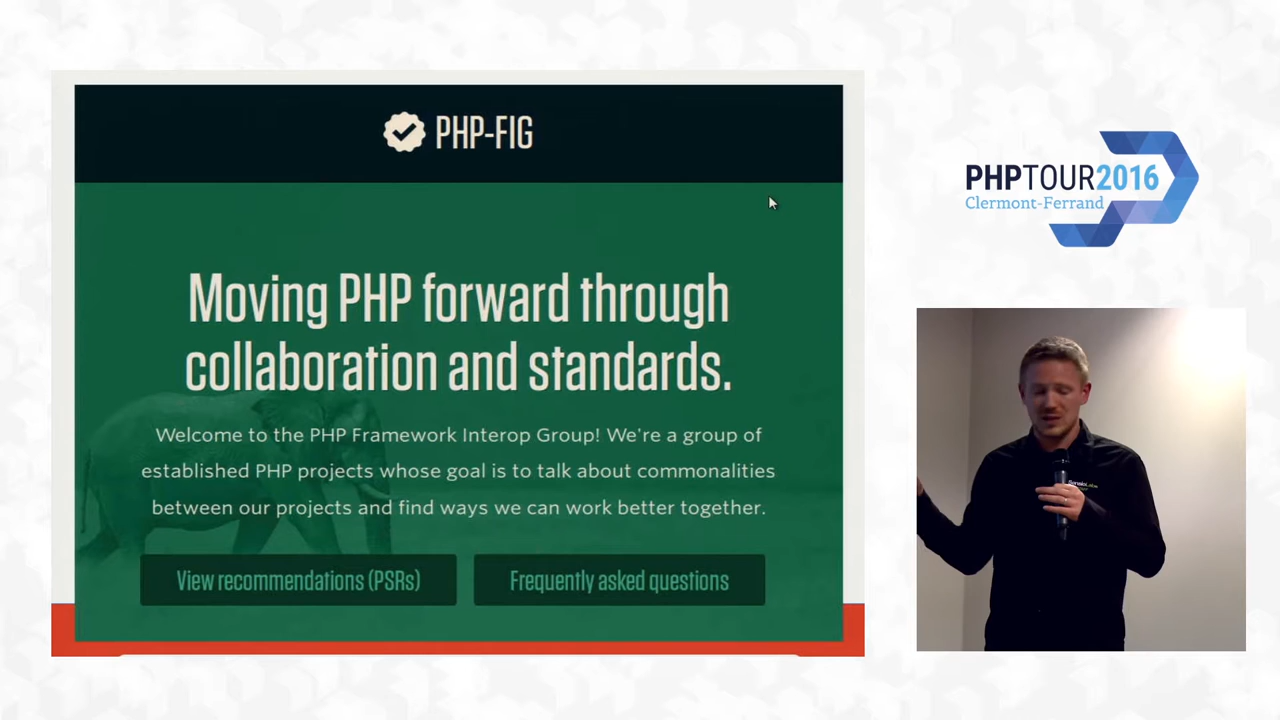 PHP-FIG
Moving PHP forward through
collaboration and standards.
Welcome to the PHP Framework Interop Group! We're a group of
established PHP projects whose goal is to talk about commonalities
between our projects and find ways we can work better together.
View recommendations (PSRs)
Frequently asked questions
PHPTOUR2016
Clermont-Ferrand
SensioLabs